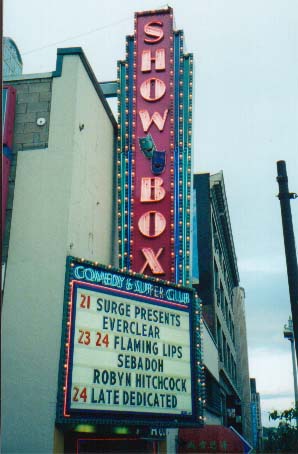 SHOW BOX
COMEDY & SUPPER CLUB
21 SURGE PRESENTS
EVERCLEAR
23 24 FLAMING LIPS
SEBADOH
ROBYN HITCHCOCK
24 LATE DEDICATED